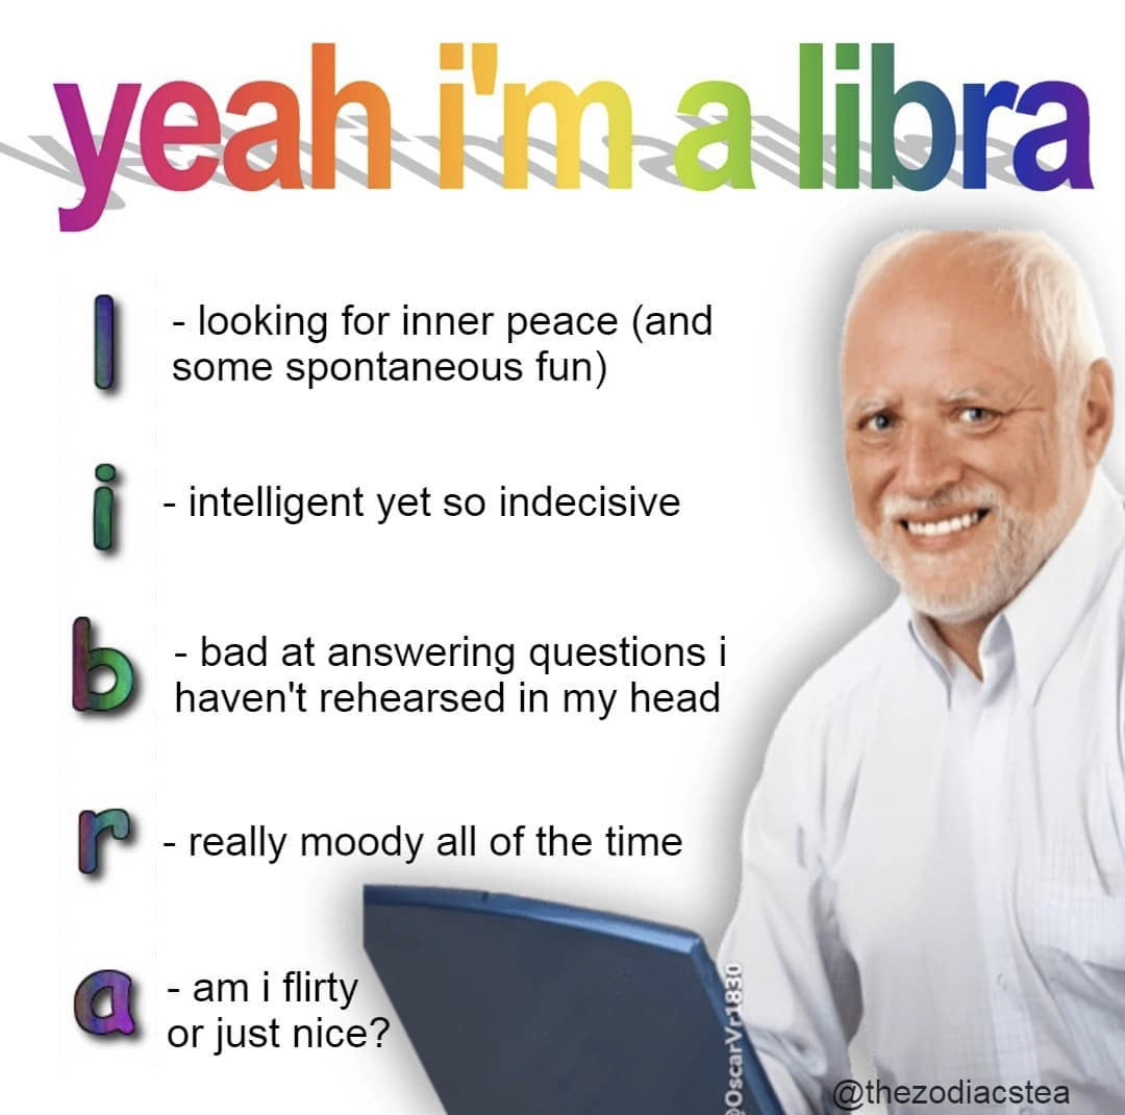 yeah i'm a libra
l - looking for inner peace (and
some spontaneous fun)
i - intelligent yet so indecisive
b - bad at answering questions i
haven't rehearsed in my head
r - really moody all of the time
a - am i flirty
or just nice?
@OscarVr1830
@thezodiacstea